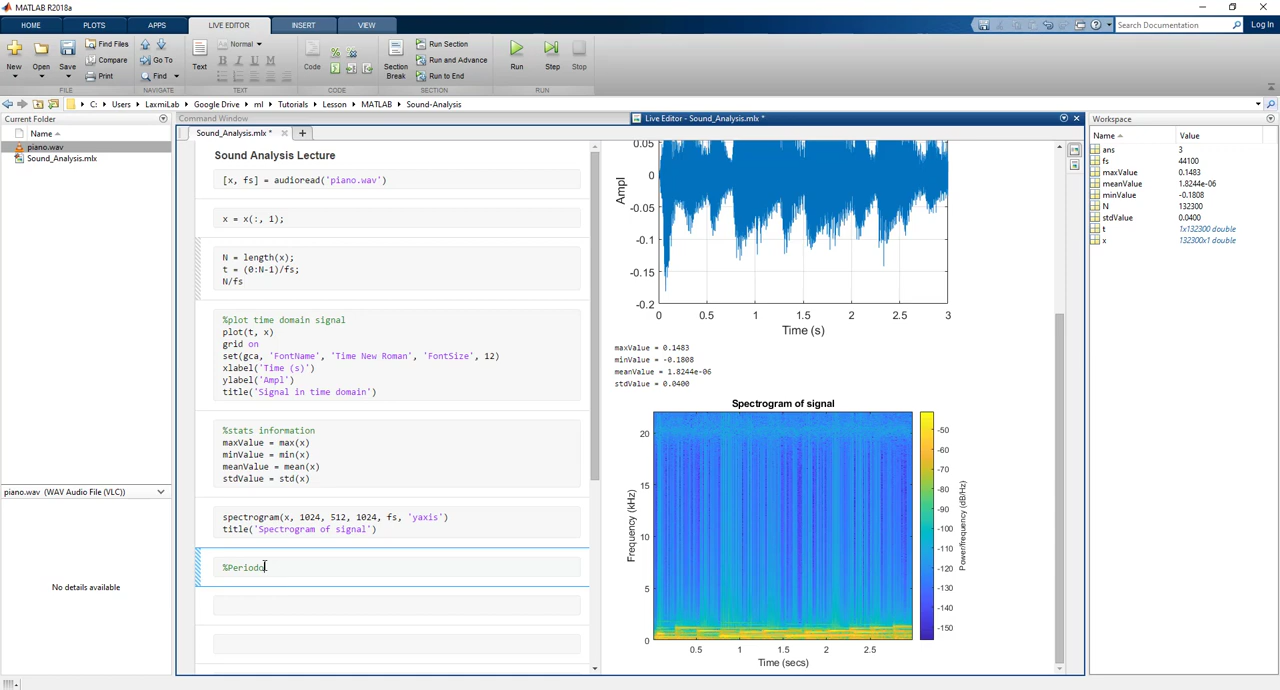 MATLAB R2018a
HOME PLOTS APPS LIVE EDITOR INSERT VIEW Search Documentation Log In
New Open Save Find Files Compare Print Go To Find Text Normal B I U M Code Section Break Run Section Run and Advance Run to End Run Step Stop
FILE NAVIGATE TEXT CODE SECTION RUN
C: Users LaxmiLab Google Drive ml Tutorials Lesson MATLAB Sound-Analysis
Current Folder
Name
piano.wav
Sound_Analysis.mlx
piano.wav (WAV Audio File (VLC))
No details available
Command Window
Sound_Analysis.mlx *
Sound Analysis Lecture
[x, fs] = audioread('piano.wav')
x = x(:, 1);
N = length(x);
t = (0:N-1)/fs;
N/fs
%plot time domain signal
plot(t, x)
grid on
set(gca, 'FontName', 'Time New Roman', 'FontSize', 12)
xlabel('Time (s)')
ylabel('Ampl')
title('Signal in time domain')
%stats information
maxValue = max(x)
minValue = min(x)
meanValue = mean(x)
stdValue = std(x)
spectrogram(x, 1024, 512, 1024, fs, 'yaxis')
title('Spectrogram of signal')
%Periodo
Live Editor - Sound_Analysis.mlx *
0.05
0
-0.05
-0.1
-0.15
-0.2
Ampl
0 0.5 1 1.5 2 2.5 3
Time (s)
maxValue = 0.1483
minValue = -0.1808
meanValue = 1.8244e-06
stdValue = 0.0400
Spectrogram of signal
20
15
10
5
0
Frequency (kHz)
0.5 1 1.5 2 2.5
Time (secs)
-50
-60
-70
-80
-90
-100
-110
-120
-130
-140
-150
Power/frequency (dB/Hz)
Workspace
Name Value
ans 3
fs 44100
maxValue 0.1483
meanValue 1.8244e-06
minValue -0.1808
N 132300
stdValue 0.0400
t 1x132300 double
x 132300x1 double